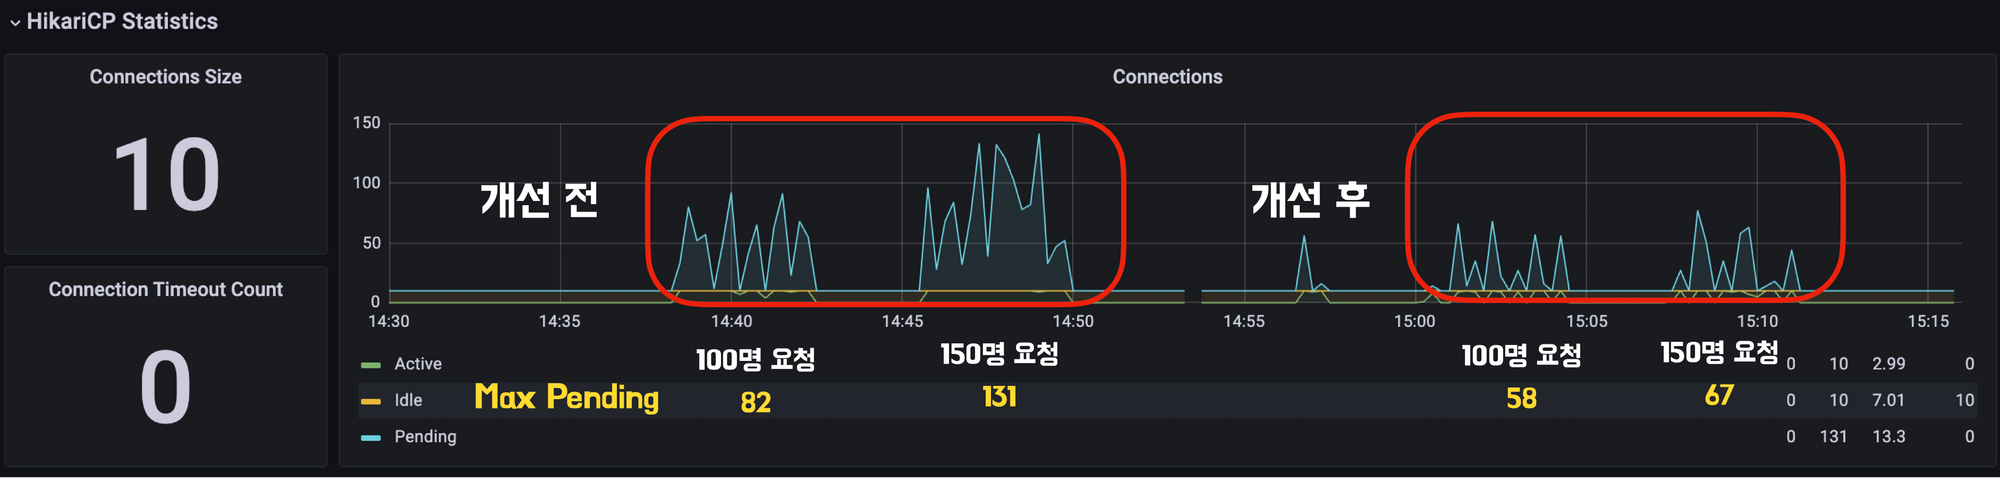 HikariCP Statistics
Connections Size
10
Connection Timeout Count
0
Connections
150
100
50
0
개선 전
개선 후
14:30 14:35 14:40 14:45 14:50 14:55 15:00 15:05 15:10 15:15
100명 요청 150명 요청 100명 요청 150명 요청
Active 0 10 2.99 0
Max Pending 82 131 58 67
Idle 0 10 7.01 10
Pending 0 131 13.3 0